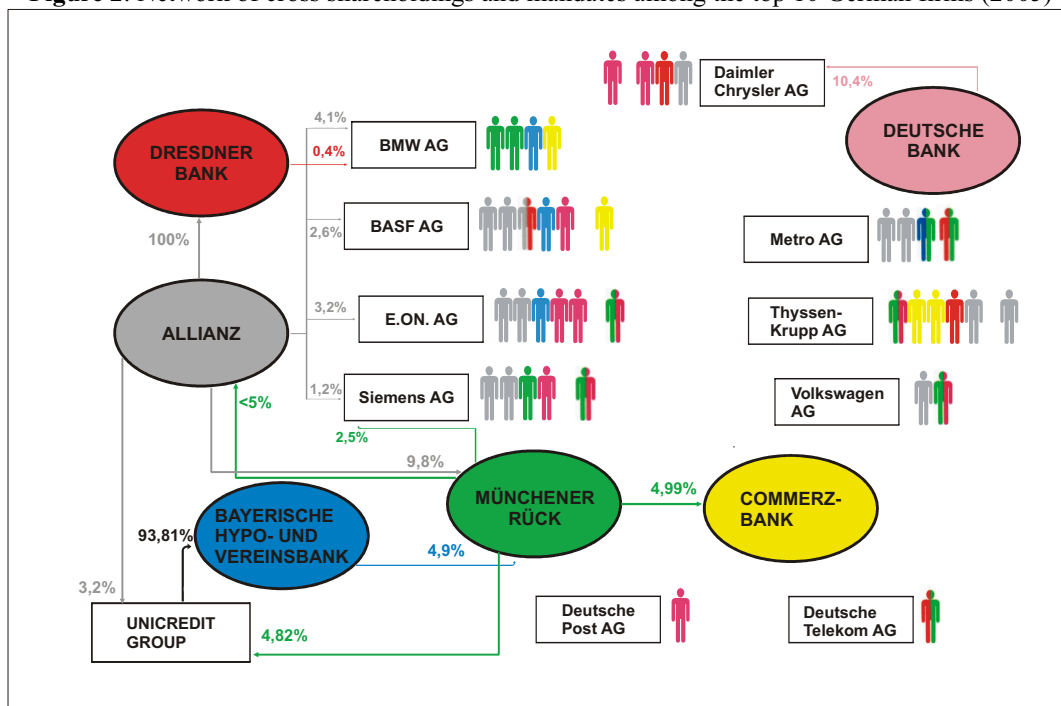 Figure 2: Network of cross shareholdings and mandates among the top 10 German firms (2005)
Daimler
Chrysler AG
10,4%
DEUTSCHE
BANK
4,1%
BMW AG
0,4%
DRESDNER
BANK
BASF AG
2,6%
100%
Metro AG
3,2%
E.ON. AG
ALLIANZ
Thyssen-
Krupp AG
1,2%
Siemens AG
<5%
2,5%
Volkswagen
AG
9,8%
MÜNCHENER
RÜCK
4,99%
COMMERZ-
BANK
BAYERISCHE
HYPO- UND
VEREINSBANK
93,81%
4,9%
3,2%
UNICREDIT
GROUP
4,82%
Deutsche
Post AG
Deutsche
Telekom AG